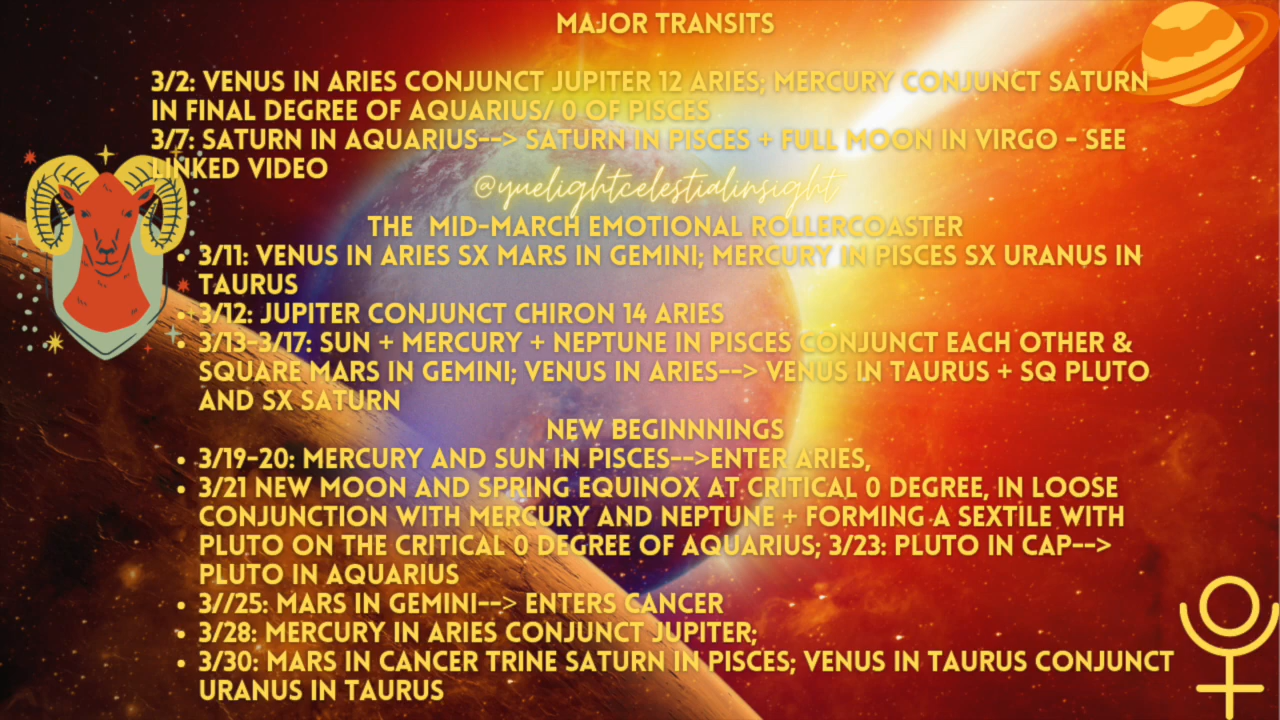 MAJOR TRANSITS
3/2: VENUS IN ARIES CONJUNCT JUPITER 12 ARIES; MERCURY CONJUNCT SATURN
IN FINAL DEGREE OF AQUARIUS/ 0 OF PISCES
3/7: SATURN IN AQUARIUS--> SATURN IN PISCES + FULL MOON IN VIRGO - SEE
LINKED VIDEO
@yuelightcelestialinsight
THE MID-MARCH EMOTIONAL ROLLERCOASTER
• 3/11: VENUS IN ARIES SX MARS IN GEMINI; MERCURY IN PISCES SX URANUS IN
TAURUS
• 3/12: JUPITER CONJUNCT CHIRON 14 ARIES
• 3/13-3/17: SUN + MERCURY + NEPTUNE IN PISCES CONJUNCT EACH OTHER &
SQUARE MARS IN GEMINI; VENUS IN ARIES--> VENUS IN TAURUS + SQ PLUTO
AND SX SATURN
NEW BEGINNNINGS
• 3/19-20: MERCURY AND SUN IN PISCES-->ENTER ARIES,
• 3/21 NEW MOON AND SPRING EQUINOX AT CRITICAL 0 DEGREE, IN LOOSE
CONJUNCTION WITH MERCURY AND NEPTUNE + FORMING A SEXTILE WITH
PLUTO ON THE CRITICAL 0 DEGREE OF AQUARIUS; 3/23: PLUTO IN CAP-->
PLUTO IN AQUARIUS
• 3//25: MARS IN GEMINI--> ENTERS CANCER
• 3/28: MERCURY IN ARIES CONJUNCT JUPITER;
• 3/30: MARS IN CANCER TRINE SATURN IN PISCES; VENUS IN TAURUS CONJUNCT
URANUS IN TAURUS